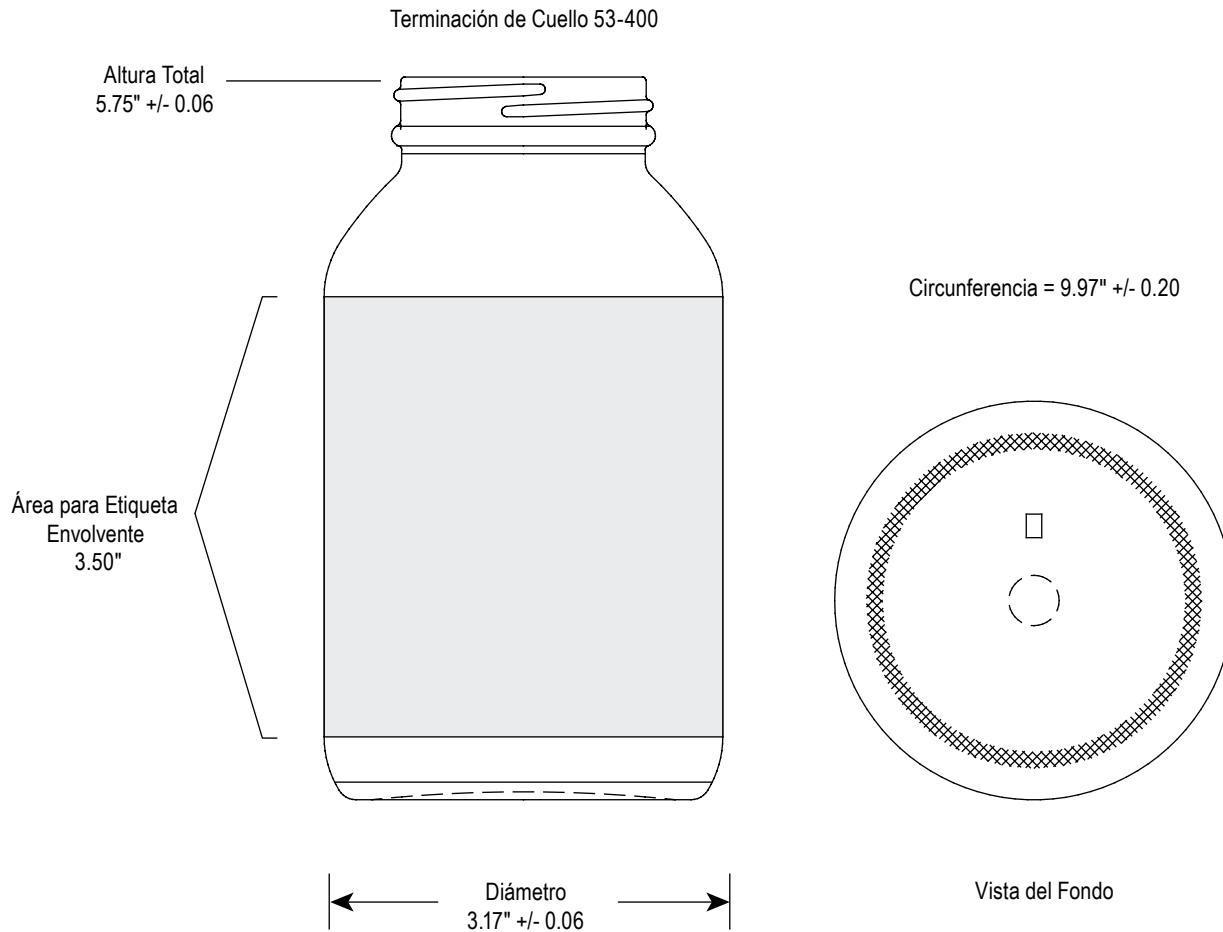 Terminación de Cuello 53-400
Altura Total
5.75" +/- 0.06
Circunferencia = 9.97" +/- 0.20
Área para Etiqueta
Envolvente
3.50"
Diámetro
3.17" +/- 0.06
Vista del Fondo